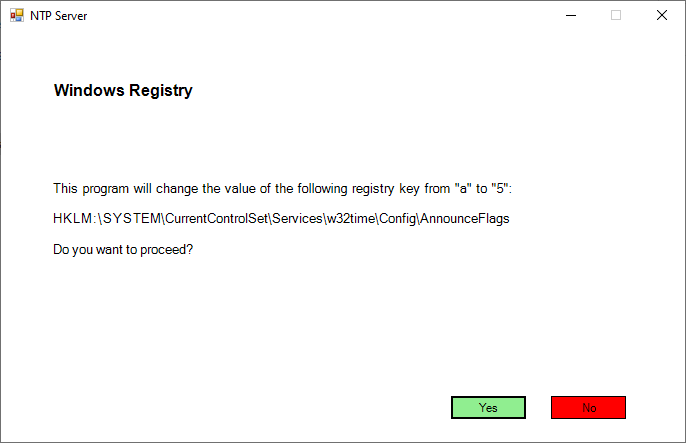 NTP Server
Windows Registry
This program will change the value of the following registry key from "a" to "5":
HKLM:\SYSTEM\CurrentControlSet\Services\w32time\Config\AnnounceFlags
Do you want to proceed?
Yes
No